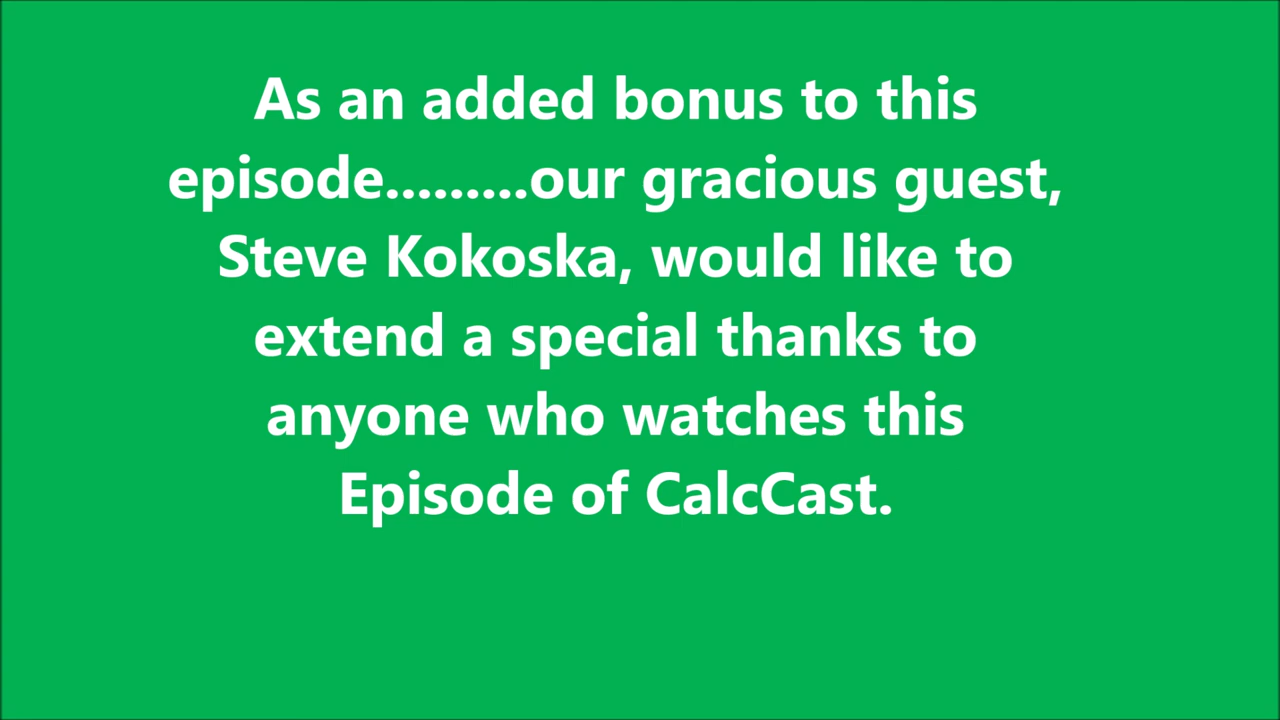 As an added bonus to this
episode.........our gracious guest,
Steve Kokoska, would like to
extend a special thanks to
anyone who watches this
Episode of CalcCast.